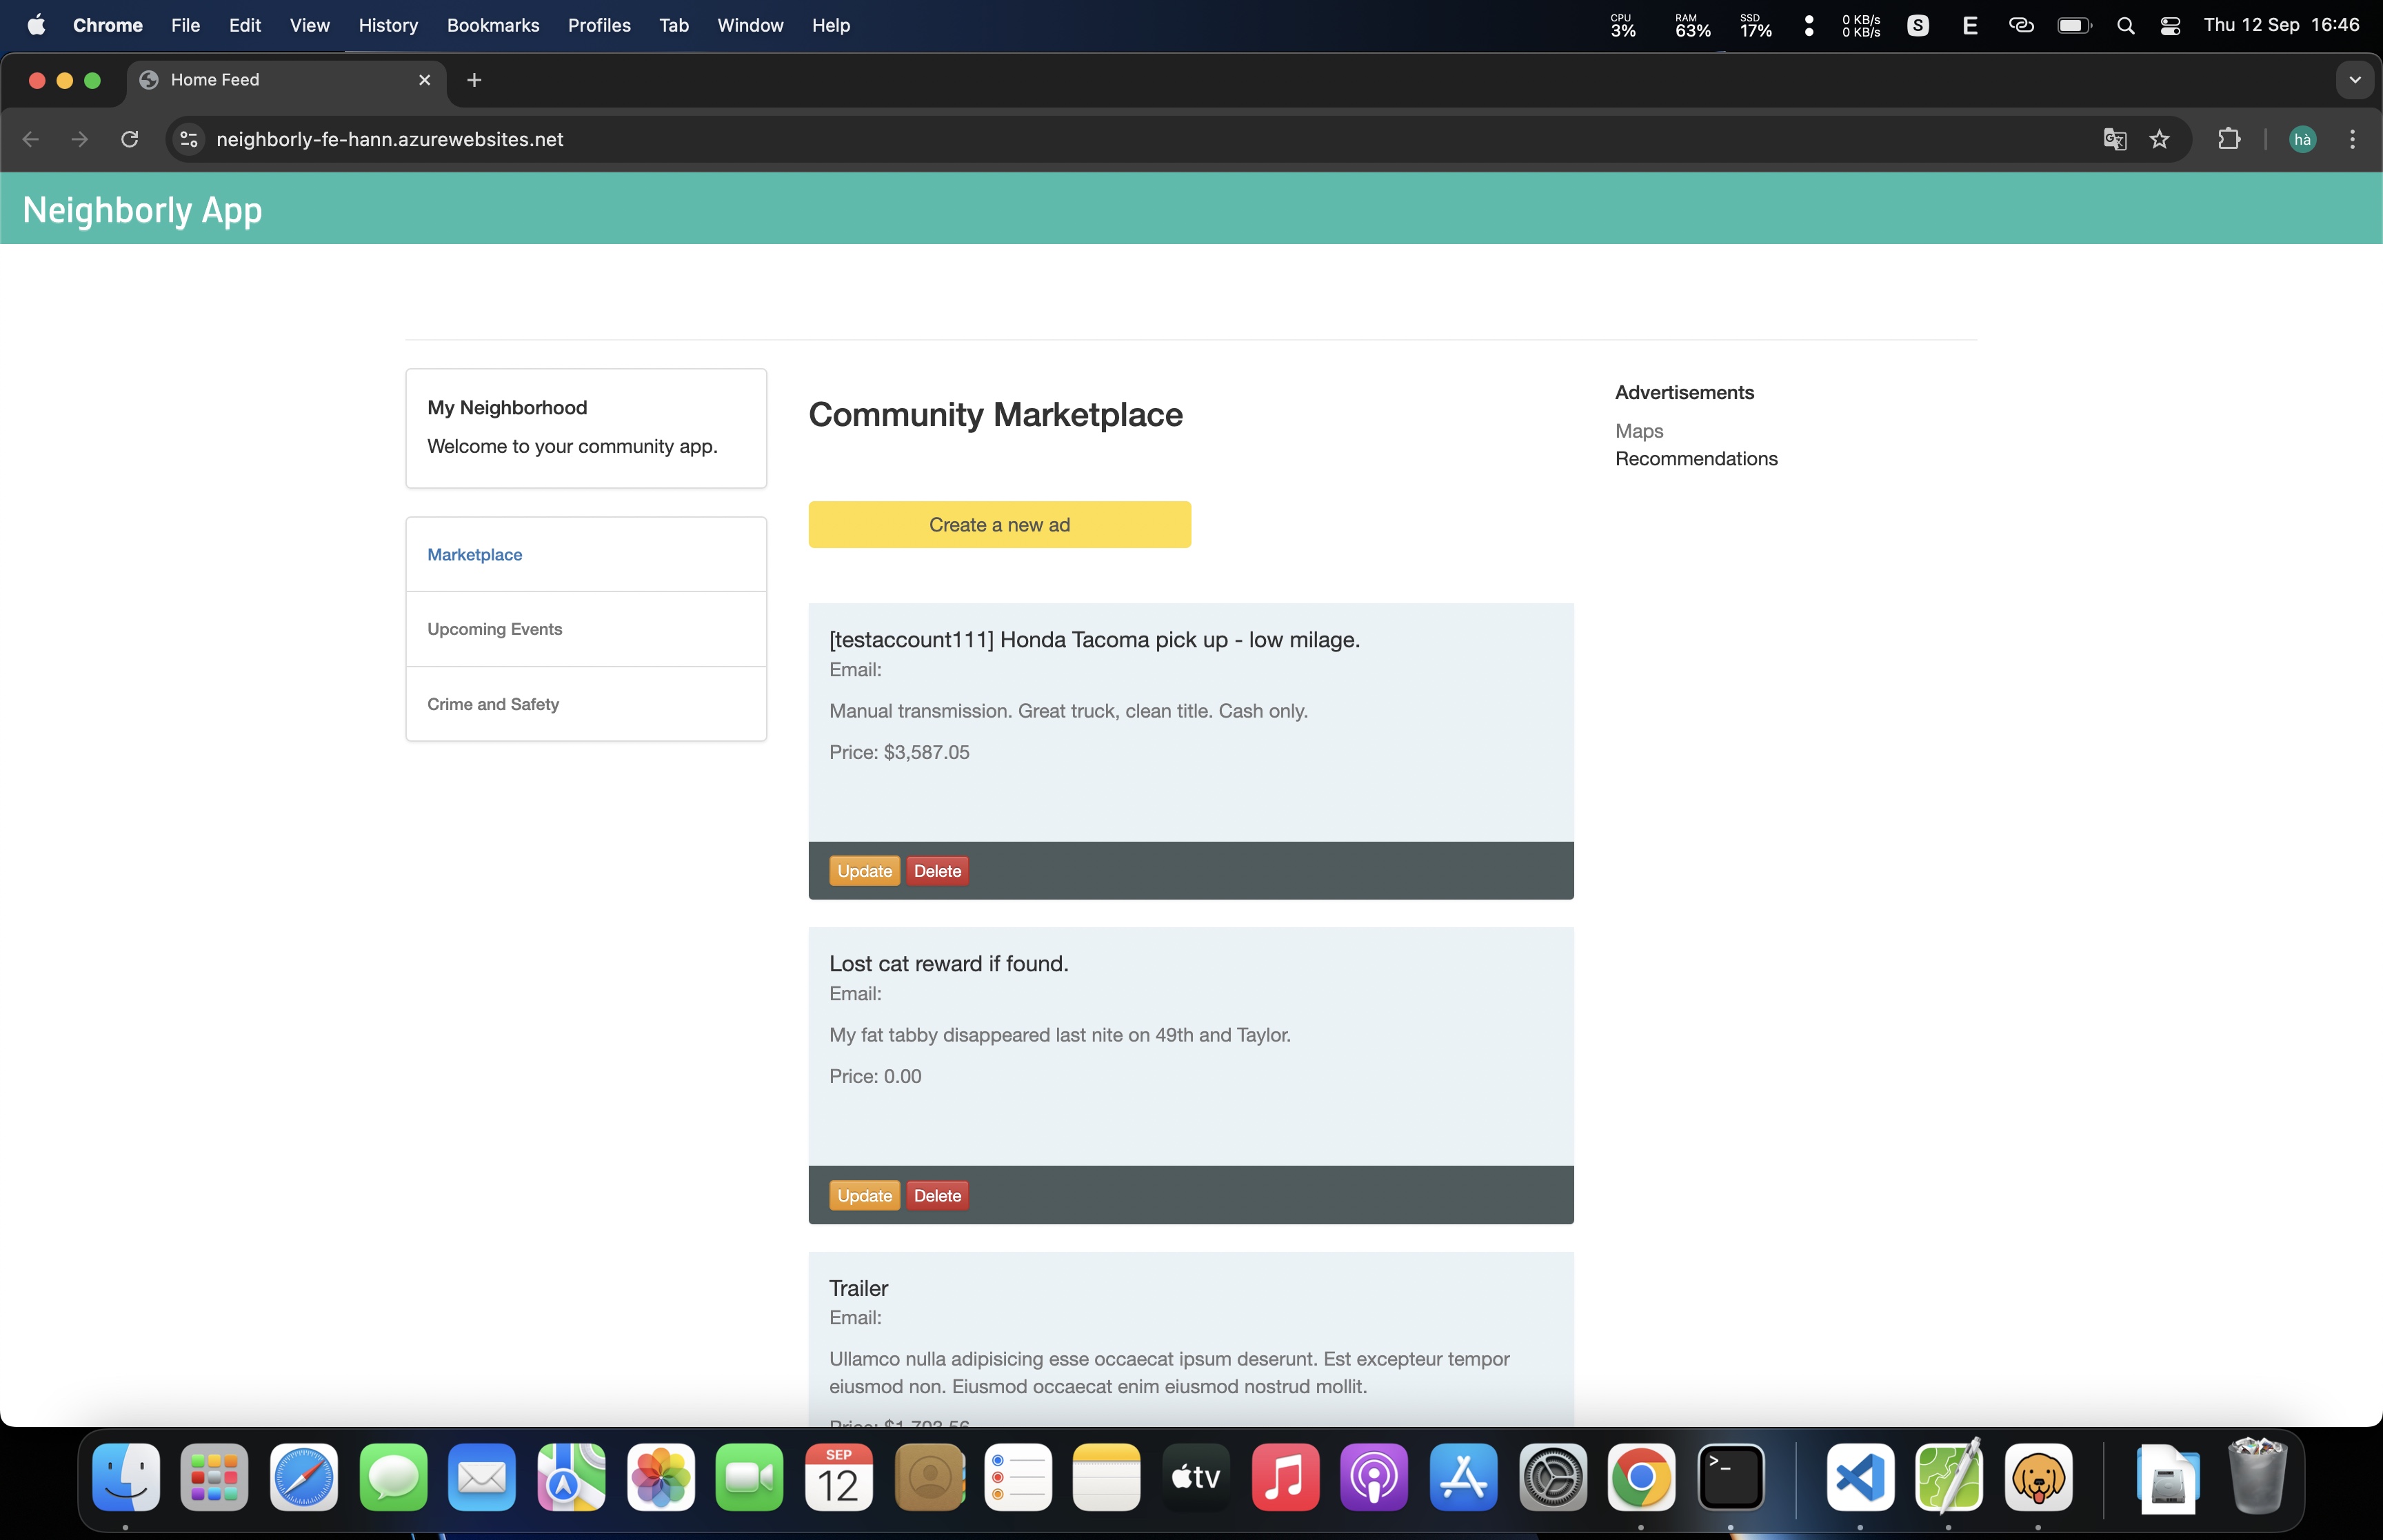 Chrome File Edit View History Bookmarks Profiles Tab Window Help
CPU 3% RAM 63% SSD 17% 0 KB/s 0 KB/s S E Thu 12 Sep 16:46
Home Feed
neighborly-fe-hann.azurewebsites.net
hà
Neighborly App
My Neighborhood
Welcome to your community app.
Marketplace
Upcoming Events
Crime and Safety
Community Marketplace
Create a new ad
[testaccount111] Honda Tacoma pick up - low milage.
Email:
Manual transmission. Great truck, clean title. Cash only.
Price: $3,587.05
Update Delete
Lost cat reward if found.
Email:
My fat tabby disappeared last nite on 49th and Taylor.
Price: 0.00
Update Delete
Trailer
Email:
Ullamco nulla adipisicing esse occaecat ipsum deserunt. Est excepteur tempor
eiusmod non. Eiusmod occaecat enim eiusmod nostrud mollit.
Price: $1,702.56
Advertisements
Maps
Recommendations
SEP
12
tv
>_